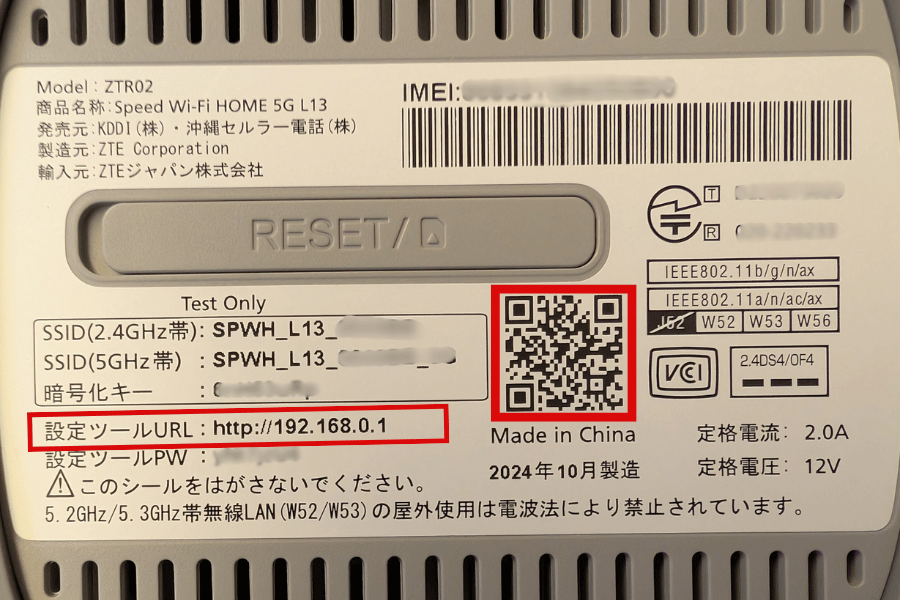 Model : ZTR02
商品名称:Speed Wi-Fi HOME 5G L13
発売元:KDDI(株)・沖縄セルラー電話(株)
製造元:ZTE Corporation
輸入元:ZTEジャパン株式会社
IMEI:
RESET/
T
R
IEEE802.11b/g/n/ax
IEEE802.11a/n/ac/ax
J52 W52 W53 W56
VCCI
2.4DS4/OF4
Test Only
SSID(2.4GHz帯) : SPWH_L13_
SSID(5GHz帯) : SPWH_L13_
暗号化キー :
設定ツールURL : http://192.168.0.1
設定ツールPW :
Made in China
2024年10月製造
定格電流: 2.0A
定格電圧: 12V
⚠このシールをはがさないでください。
5.2GHz/5.3GHz帯無線LAN(W52/W53)の屋外使用は電波法により禁止されています。